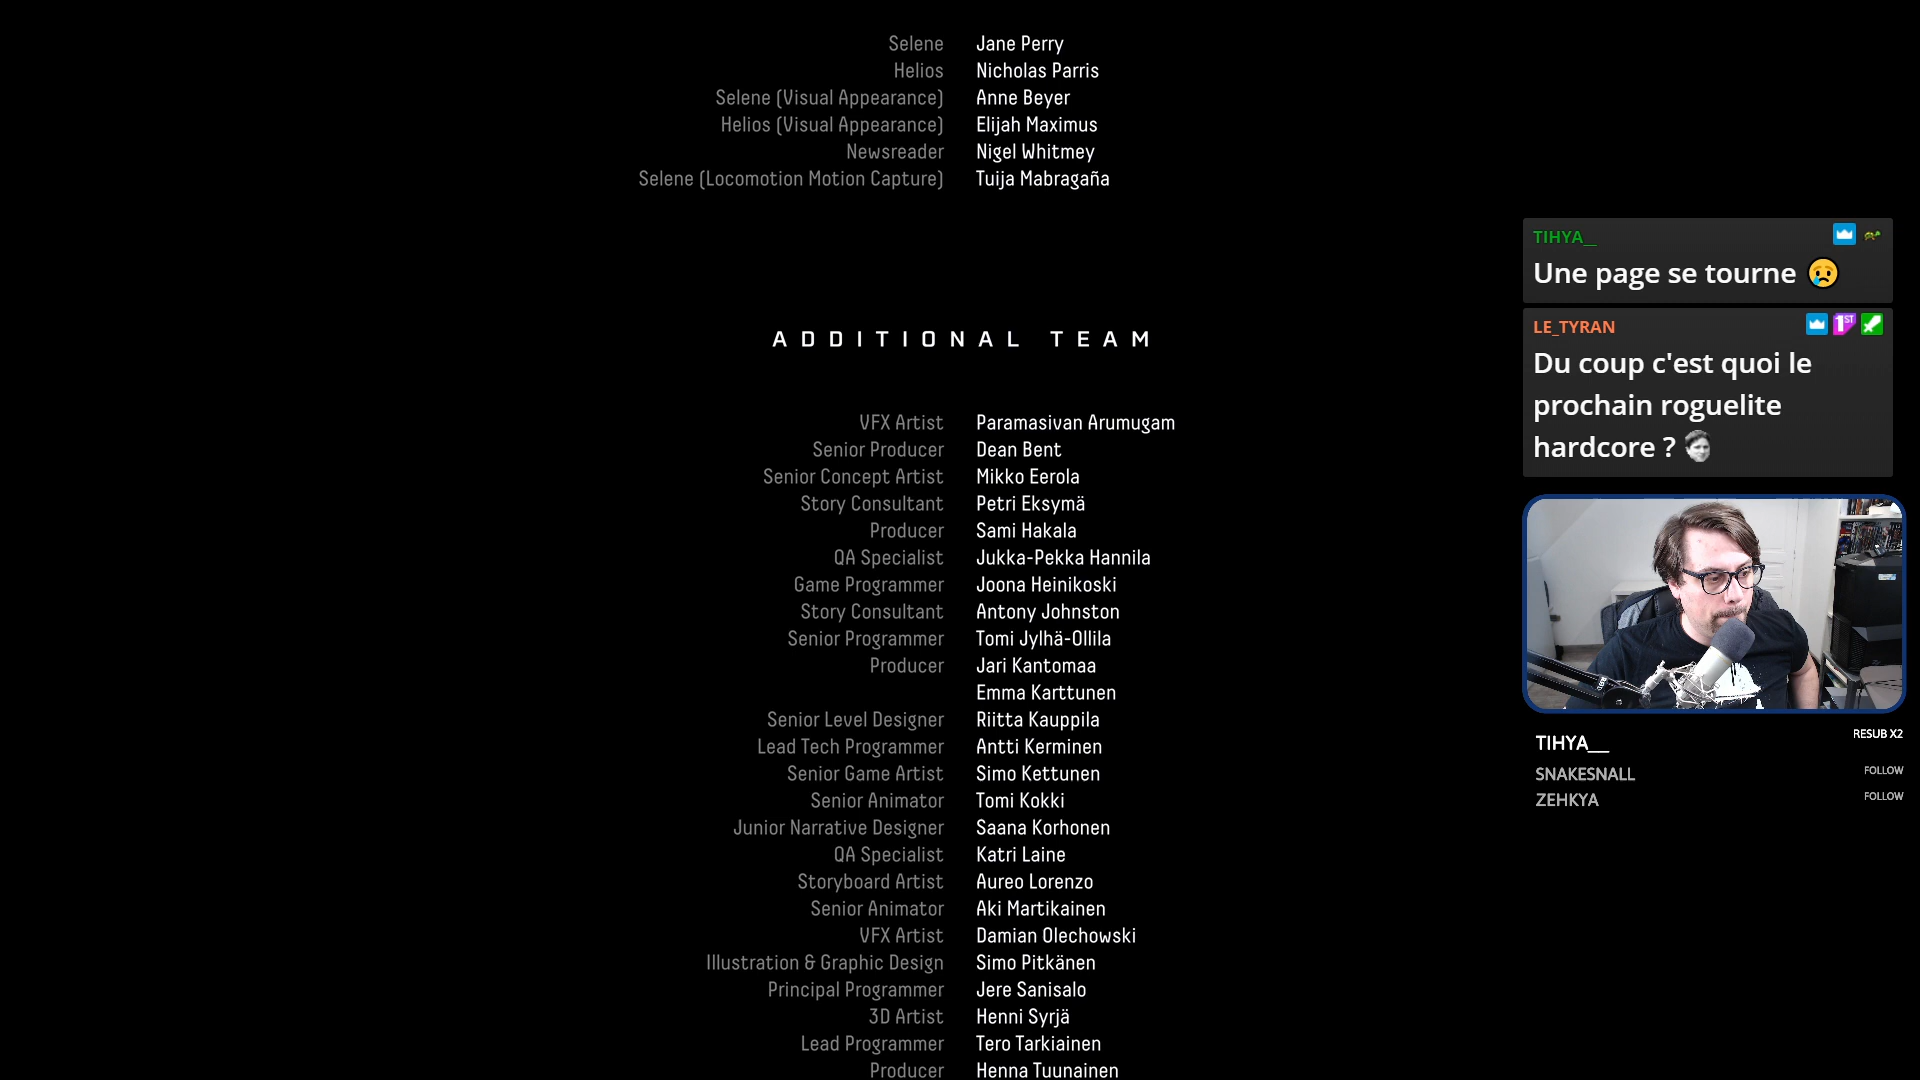 Selene Jane Perry
Helios Nicholas Parris
Selene (Visual Appearance) Anne Beyer
Helios (Visual Appearance) Elijah Maximus
Newsreader Nigel Whitmey
Selene (Locomotion Motion Capture) Tuija Mabragaña
ADDITIONAL TEAM
VFX Artist Paramasivan Arumugam
Senior Producer Dean Bent
Senior Concept Artist Mikko Eerola
Story Consultant Petri Eksymä
Producer Sami Hakala
QA Specialist Jukka-Pekka Hannila
Game Programmer Joona Heinikoski
Story Consultant Antony Johnston
Senior Programmer Tomi Jylhä-Ollila
Producer Jari Kantomaa
Emma Karttunen
Senior Level Designer Riitta Kauppila
Lead Tech Programmer Antti Kerminen
Senior Game Artist Simo Kettunen
Senior Animator Tomi Kokki
Junior Narrative Designer Saana Korhonen
QA Specialist Katri Laine
Storyboard Artist Aureo Lorenzo
Senior Animator Aki Martikainen
VFX Artist Damian Olechowski
Illustration & Graphic Design Simo Pitkänen
Principal Programmer Jere Sanisalo
3D Artist Henni Syrjä
Lead Programmer Tero Tarkiainen
Producer Henna Tuunainen
TIHYA__
Une page se tourne 😢
LE_TYRAN 1ST
Du coup c'est quoi le
prochain roguelite
hardcore ?
TIHYA__ RESUB X2
SNAKESNALL FOLLOW
ZEHKYA FOLLOW